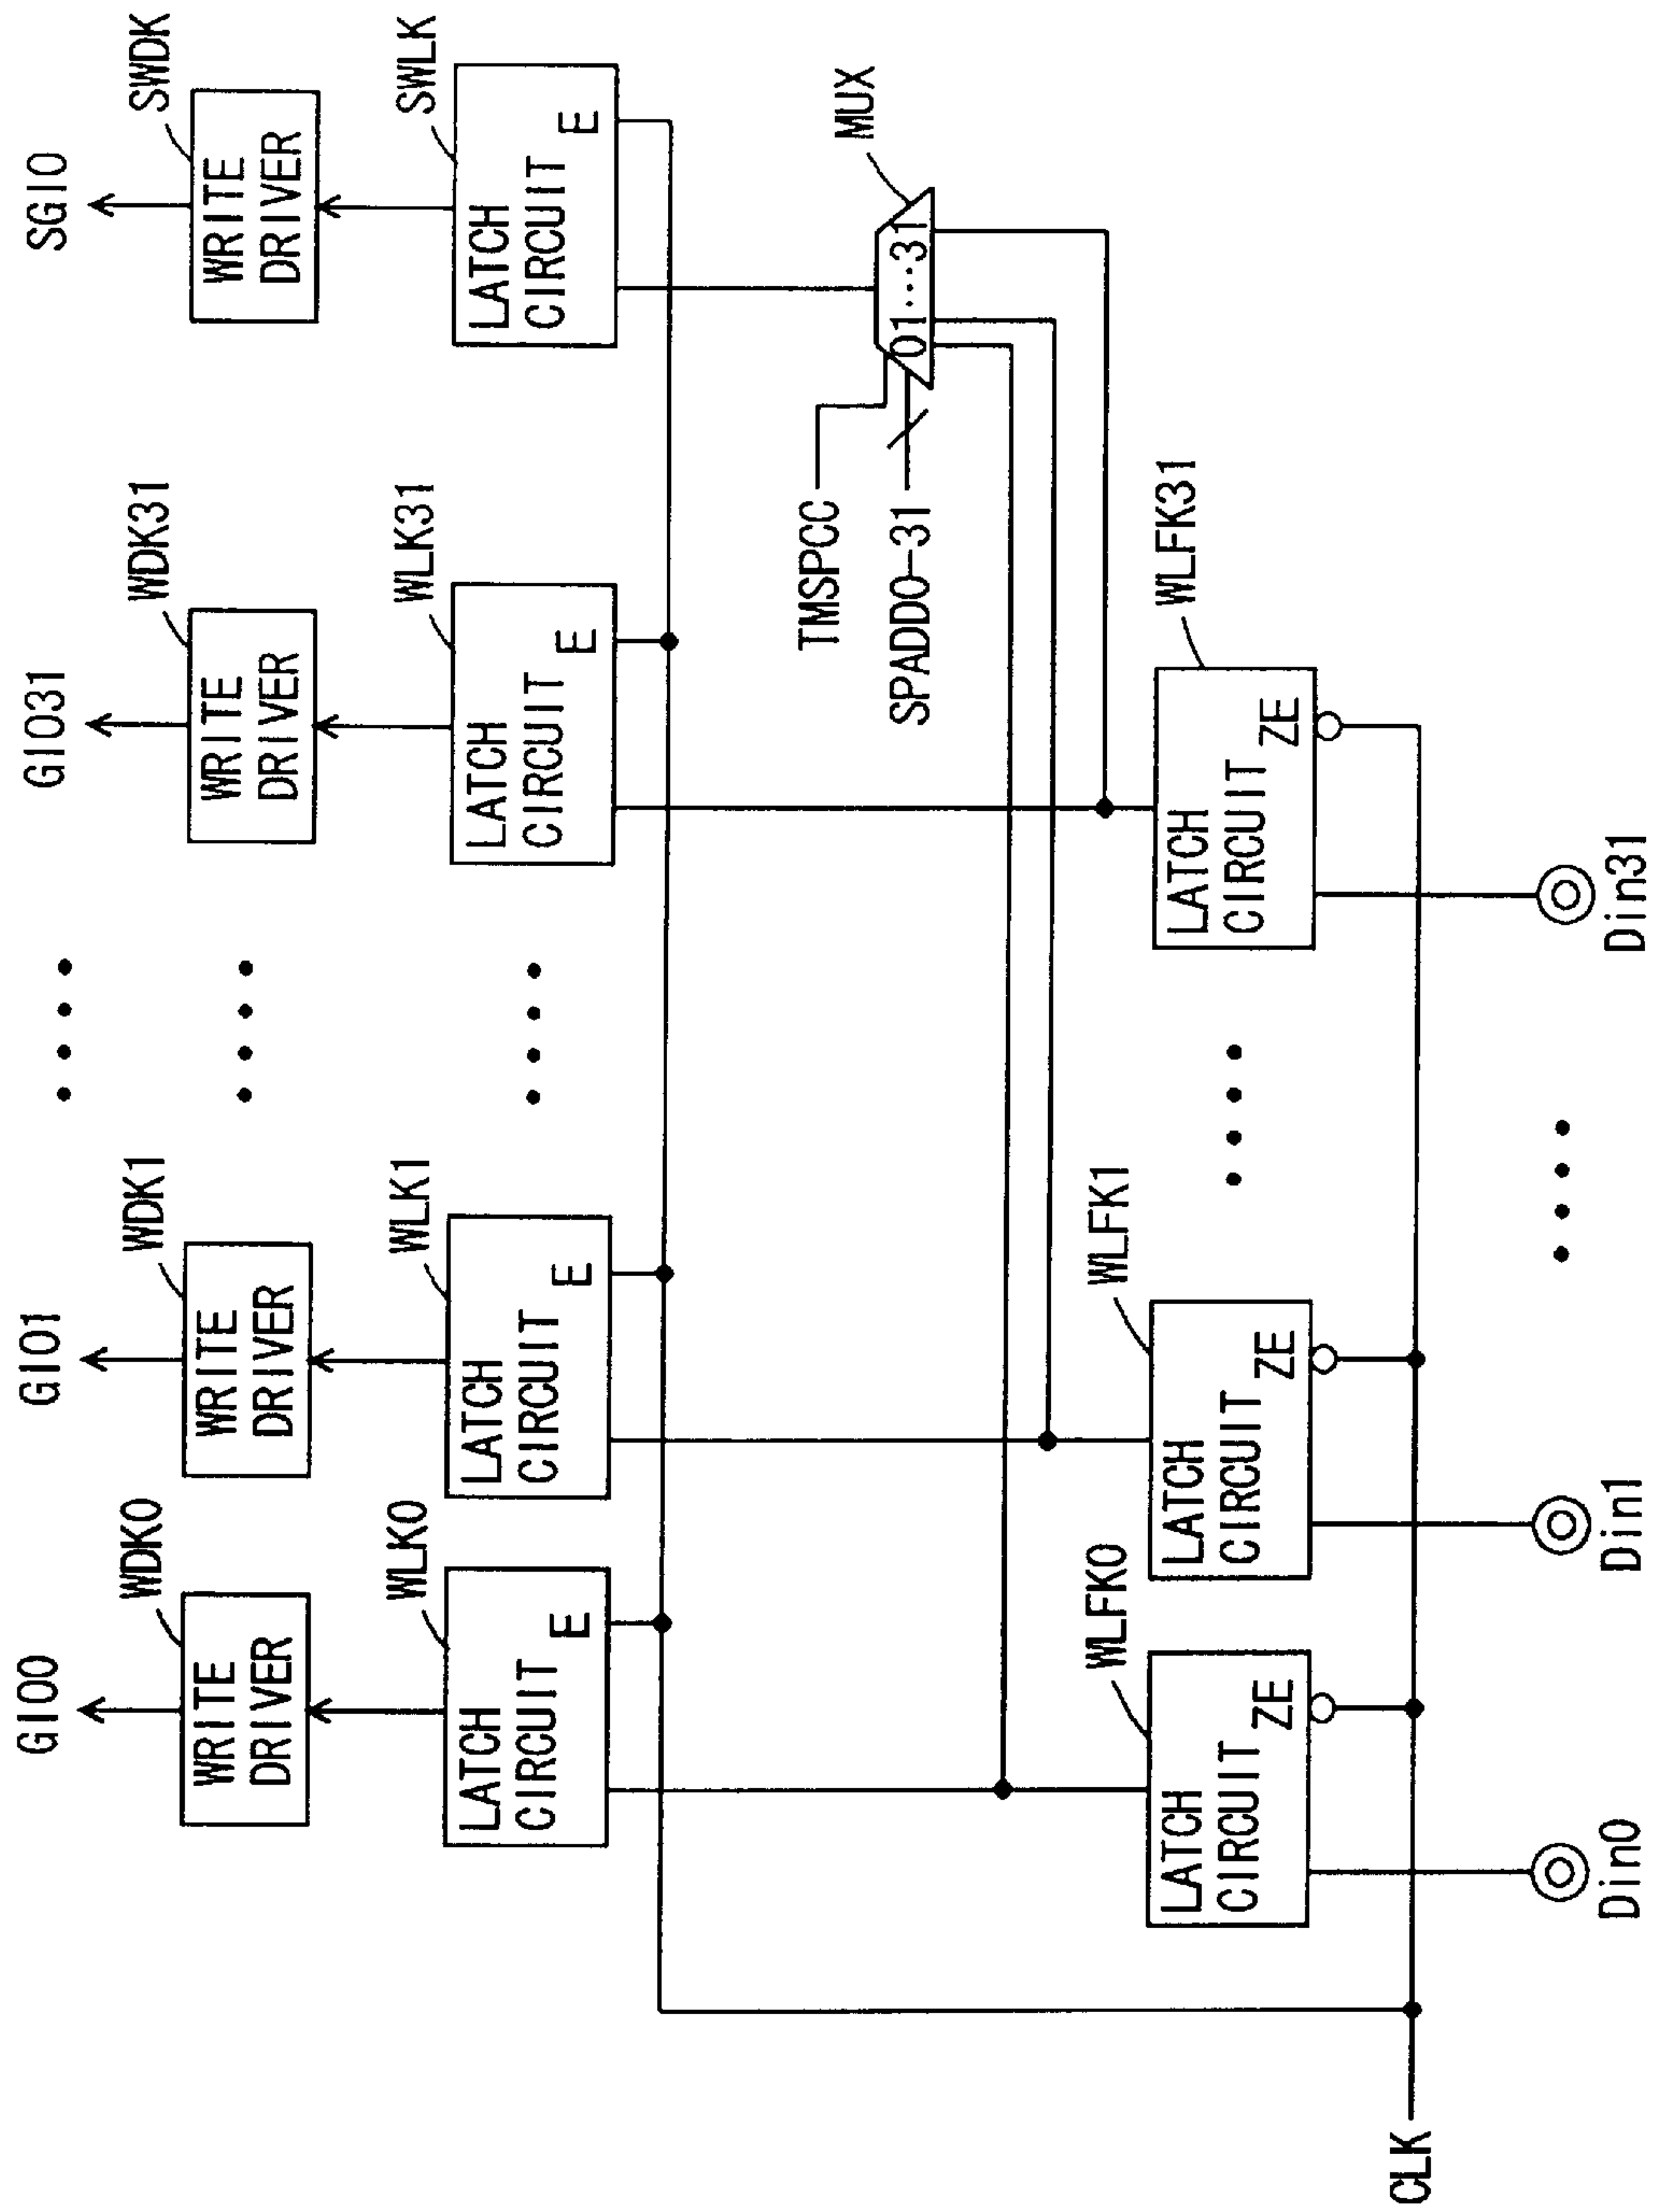 GIO0
GIO1
GIO31
SGIO
WDK0
WDK1
WDK31
SWDK
WRITE
DRIVER
WRITE
DRIVER
WRITE
DRIVER
WRITE
DRIVER
WLK0
WLK1
WLK31
SWLK
LATCH
CIRCUIT
E
LATCH
CIRCUIT
E
LATCH
CIRCUIT
E
LATCH
CIRCUIT
E
TMSPCC
MUX
01...31
SPADD0-31
WLFK0
WLFK1
WLFK31
LATCH
CIRCUIT
ZE
LATCH
CIRCUIT
ZE
LATCH
CIRCUIT
ZE
CLK
Din0
Din1
Din31